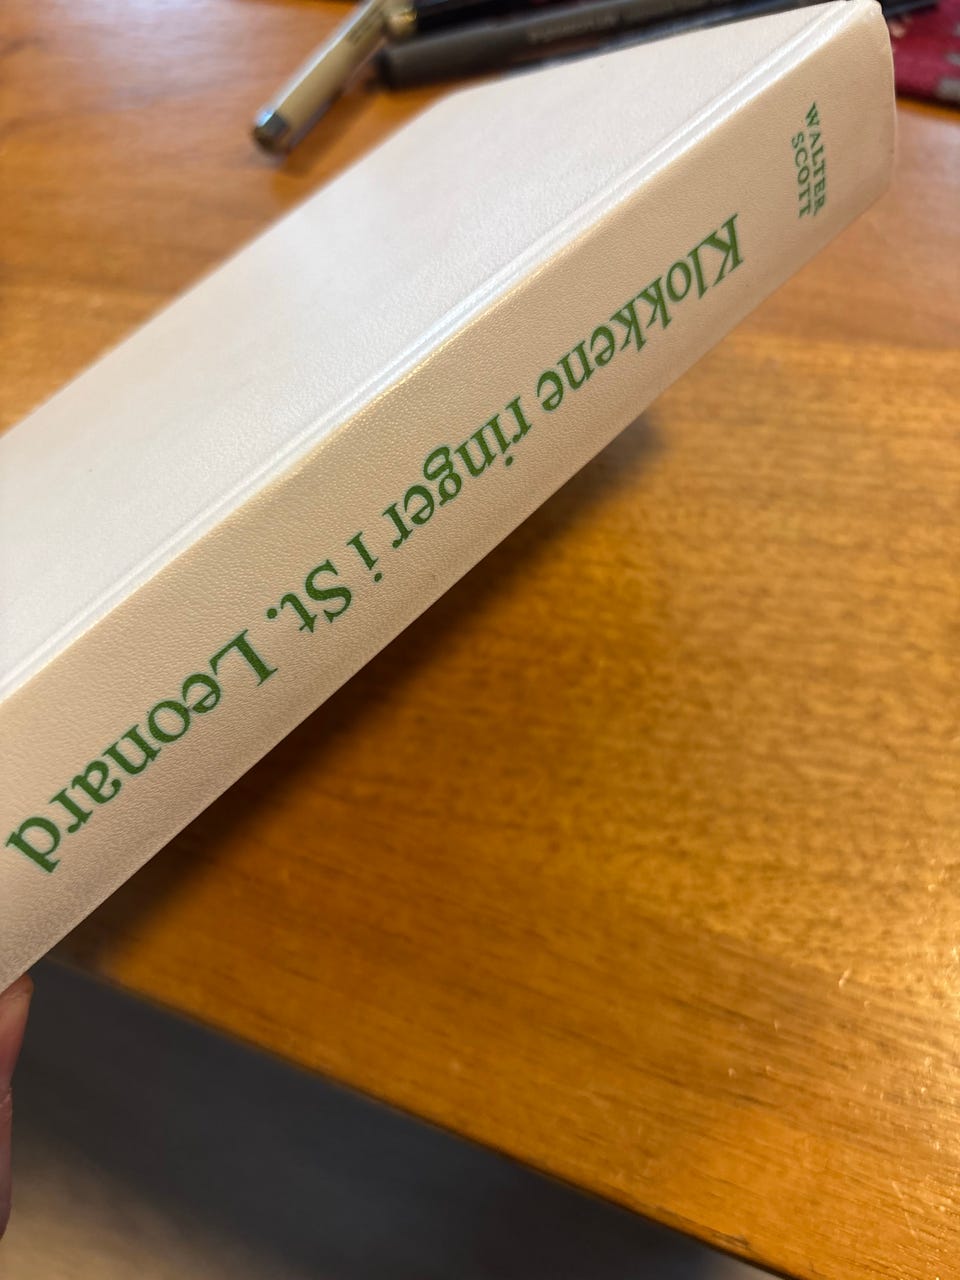 WALTER
SCOTT
Klokkene ringer i St. Leonard